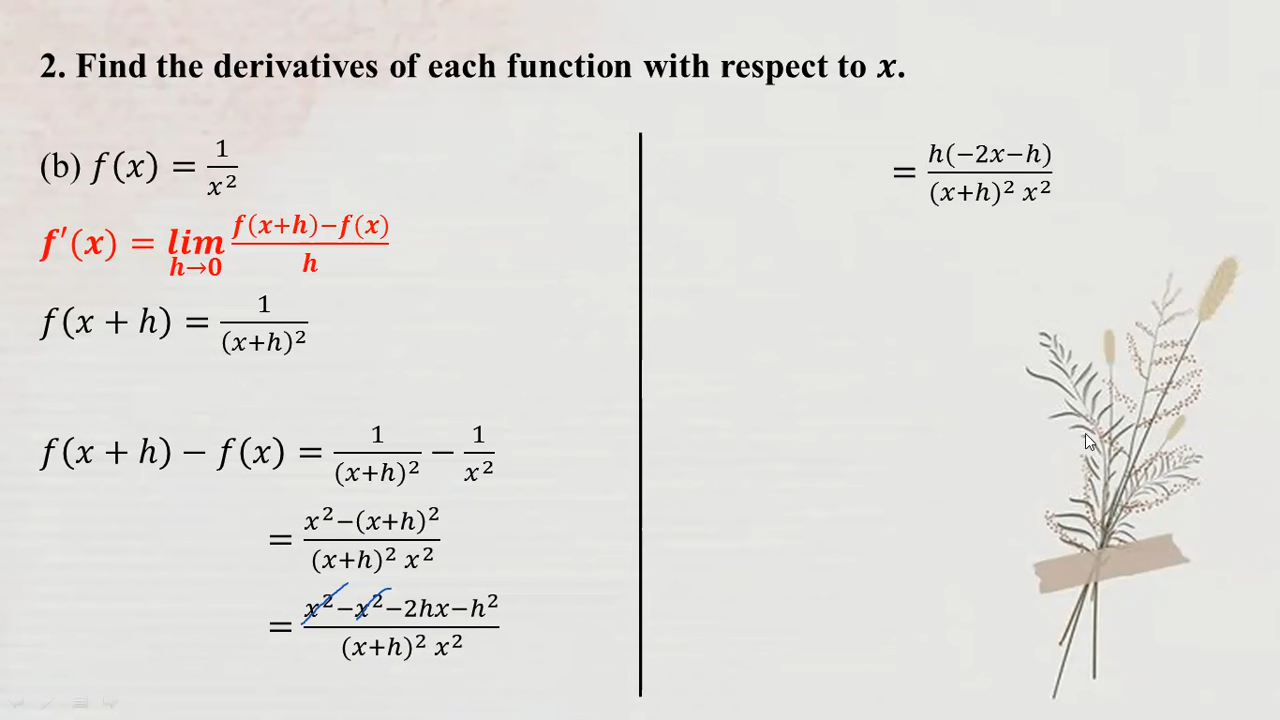 2. Find the derivatives of each function with respect to x.
(b) f(x) = 1/x²
f′(x) = lim h→0 f(x+h)−f(x)/h
f(x + h) = 1/(x+h)²
f(x + h) − f(x) = 1/(x+h)² − 1/x²
= x²−(x+h)²/(x+h)² x²
= x²−x²−2hx−h²/(x+h)² x²
= h(−2x−h)/(x+h)² x²